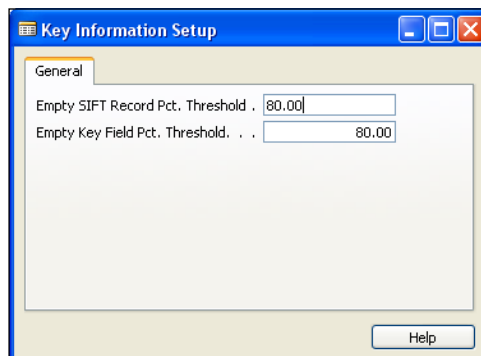 Key Information Setup
General
Empty SIFT Record Pct. Threshold . 80.00
Empty Key Field Pct. Threshold. . . 80.00
Help